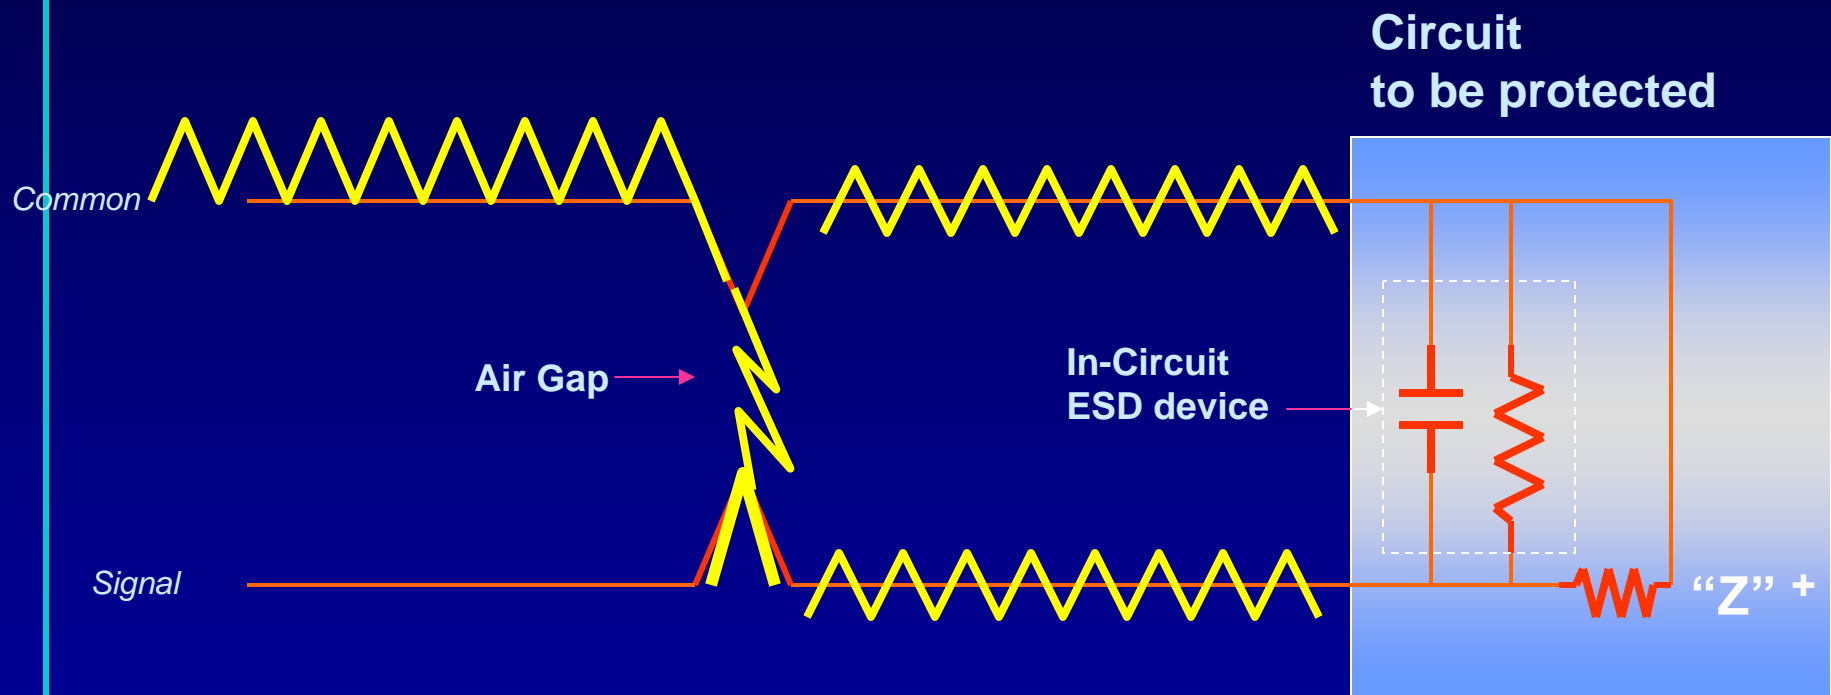 Circuit
to be protected
Common
Air Gap
In-Circuit
ESD device
Signal
“Z” +